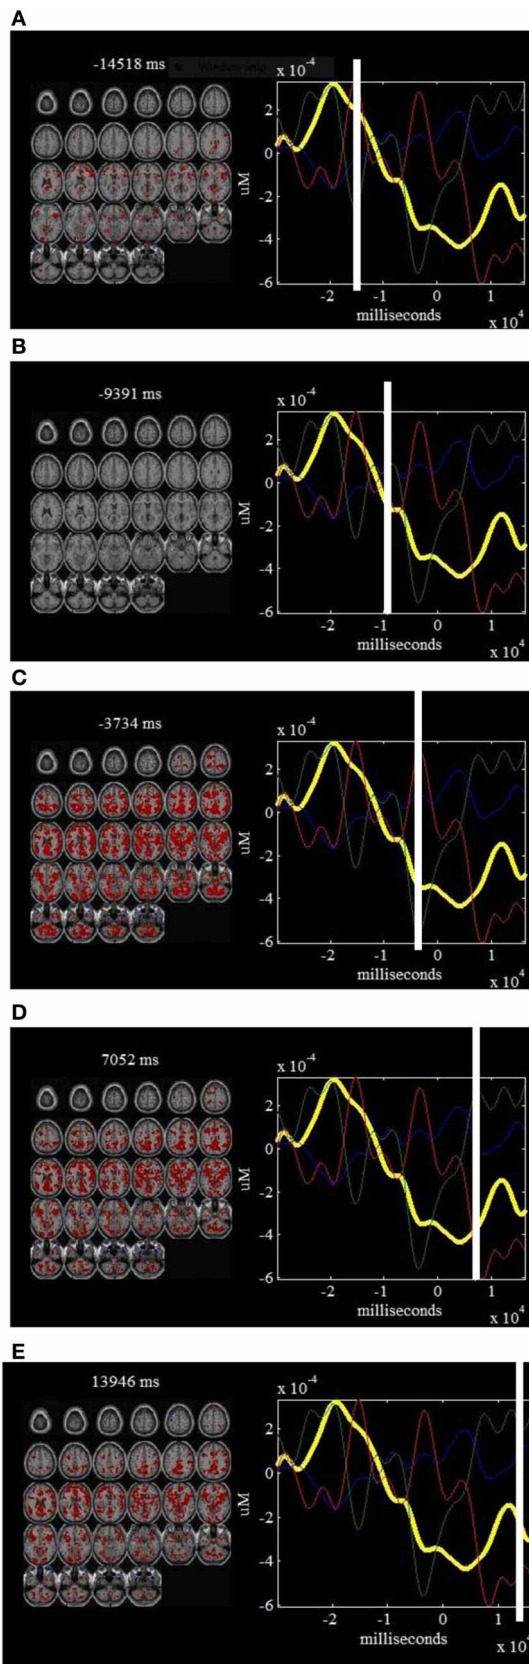 A
-14518 ms
x 10^-4
2
0
-2
-4
-6
uM
-2 -1 0 1
milliseconds
x 10^4
B
-9391 ms
x 10^-4
2
0
-2
-4
-6
uM
-2 -1 0 1
milliseconds
x 10^4
C
-3734 ms
x 10^-4
2
0
-2
-4
-6
uM
-2 -1 0 1
milliseconds
x 10^4
D
7052 ms
x 10^-4
2
0
-2
-4
-6
uM
-2 -1 0 1
milliseconds
x 10^4
E
13946 ms
x 10^-4
2
0
-2
-4
-6
uM
-2 -1 0 1
milliseconds
x 10^4